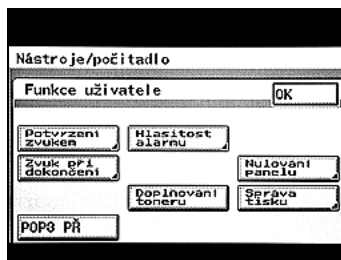 Nástroje/počitadlo
Funkce uživatele
OK
Potvrzení
zvukem
Hlasitost
alarmu
Zvuk při
dokončení
Nulování
panelu
Doplňování
toneru
Správa
tisku
POP3 PŘ